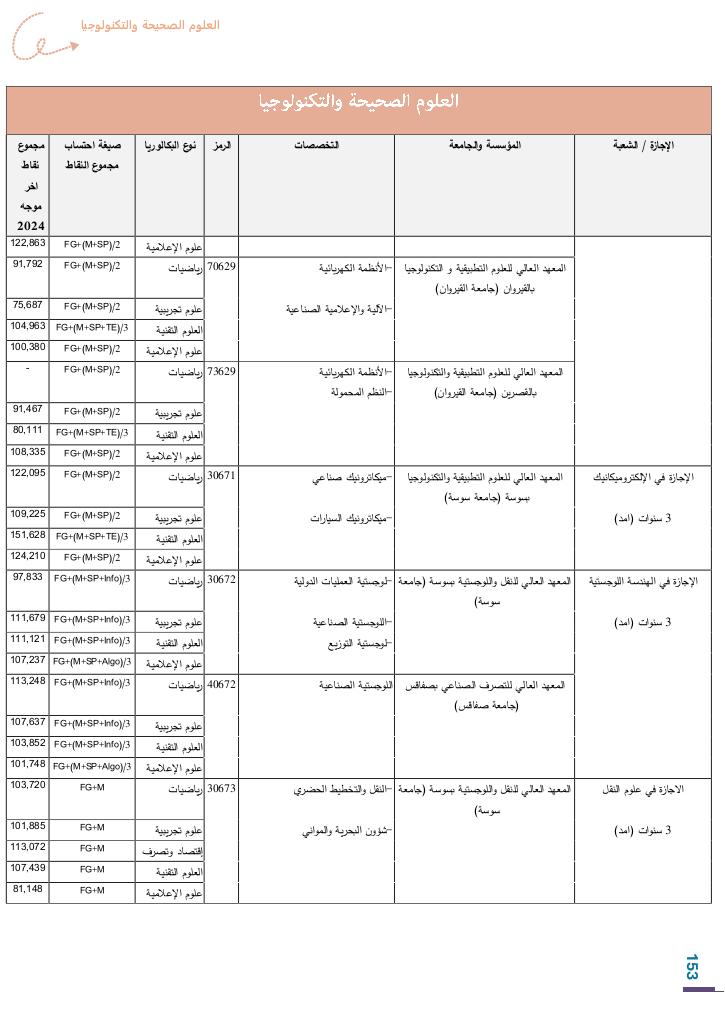 العلوم الصحيحة والتكنولوجيا
العلوم الصحيحة والتكنولوجيا
الإجازة / الشعبة المؤسسة والجامعة التخصصات الرمز نوع البكالوريا صيغة احتساب مجموع النقاط مجموع نقاط اخر موجه 2024
علوم الإعلامية FG+(M+SP)/2 122,863
المعهد العالي للعلوم التطبيقية و التكنولوجيا بالقيروان (جامعة القيروان) –الأنظمة الكهربائية 70629 رياضيات FG+(M+SP)/2 91,792
–الآلية والإعلامية الصناعية علوم تجريبية FG+(M+SP)/2 75,687
العلوم التقنية FG+(M+SP+TE)/3 104,963
علوم الإعلامية FG+(M+SP)/2 100,380
المعهد العالي للعلوم التطبيقية والتكنولوجيا بالقصرين (جامعة القيروان) –الأنظمة الكهربائية –النظم المحمولة 73629 رياضيات FG+(M+SP)/2 -
علوم تجريبية FG+(M+SP)/2 91,467
العلوم التقنية FG+(M+SP+TE)/3 80,111
علوم الإعلامية FG+(M+SP)/2 108,335
الإجازة في الإلكتروميكانيك المعهد العالي للعلوم التطبيقية والتكنولوجيا بسوسة (جامعة سوسة) –ميكاترونيك صناعي 30671 رياضيات FG+(M+SP)/2 122,095
3 سنوات (امد) –ميكاترونيك السيارات علوم تجريبية FG+(M+SP)/2 109,225
العلوم التقنية FG+(M+SP+TE)/3 151,628
علوم الإعلامية FG+(M+SP)/2 124,210
الإجازة في الهندسة اللوجستية المعهد العالي للنقل واللوجستية بسوسة (جامعة سوسة) –لوجستية العمليات الدولية 30672 رياضيات FG+(M+SP+Info)/3 97,833
3 سنوات (امد) –اللوجستية الصناعية علوم تجريبية FG+(M+SP+Info)/3 111,679
–لوجستية التوزيع العلوم التقنية FG+(M+SP+Info)/3 111,121
علوم الإعلامية FG+(M+SP+Algo)/3 107,237
المعهد العالي للتصرف الصناعي بصفاقس (جامعة صفاقس) اللوجستية الصناعية 40672 رياضيات FG+(M+SP+Info)/3 113,248
علوم تجريبية FG+(M+SP+Info)/3 107,637
العلوم التقنية FG+(M+SP+Info)/3 103,852
علوم الإعلامية FG+(M+SP+Algo)/3 101,748
الاجازة في علوم النقل المعهد العالي للنقل واللوجستية بسوسة (جامعة سوسة) –النقل والتخطيط الحضري 30673 رياضيات FG+M 103,720
3 سنوات (امد) –شؤون البحرية والمواني علوم تجريبية FG+M 101,885
إقتصاد وتصرف FG+M 113,072
العلوم التقنية FG+M 107,439
علوم الإعلامية FG+M 81,148
153